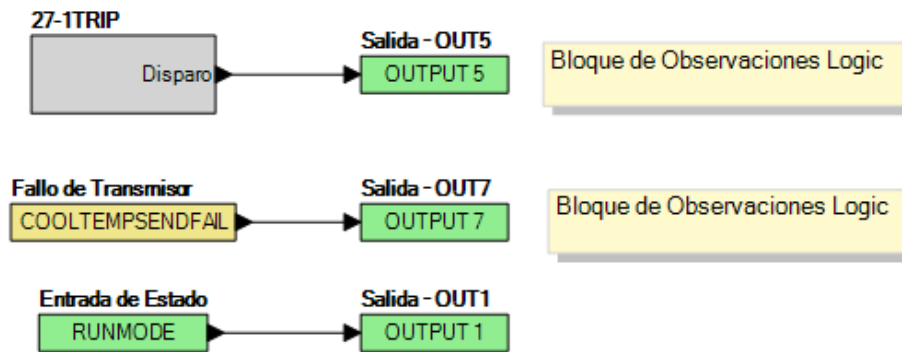 27-1TRIP
Disparo
Salida - OUT5
OUTPUT 5
Bloque de Observaciones Logic
Fallo de Transmisor
COOLTEMPSENDFAIL
Salida - OUT7
OUTPUT 7
Bloque de Observaciones Logic
Entrada de Estado
RUNMODE
Salida - OUT1
OUTPUT 1